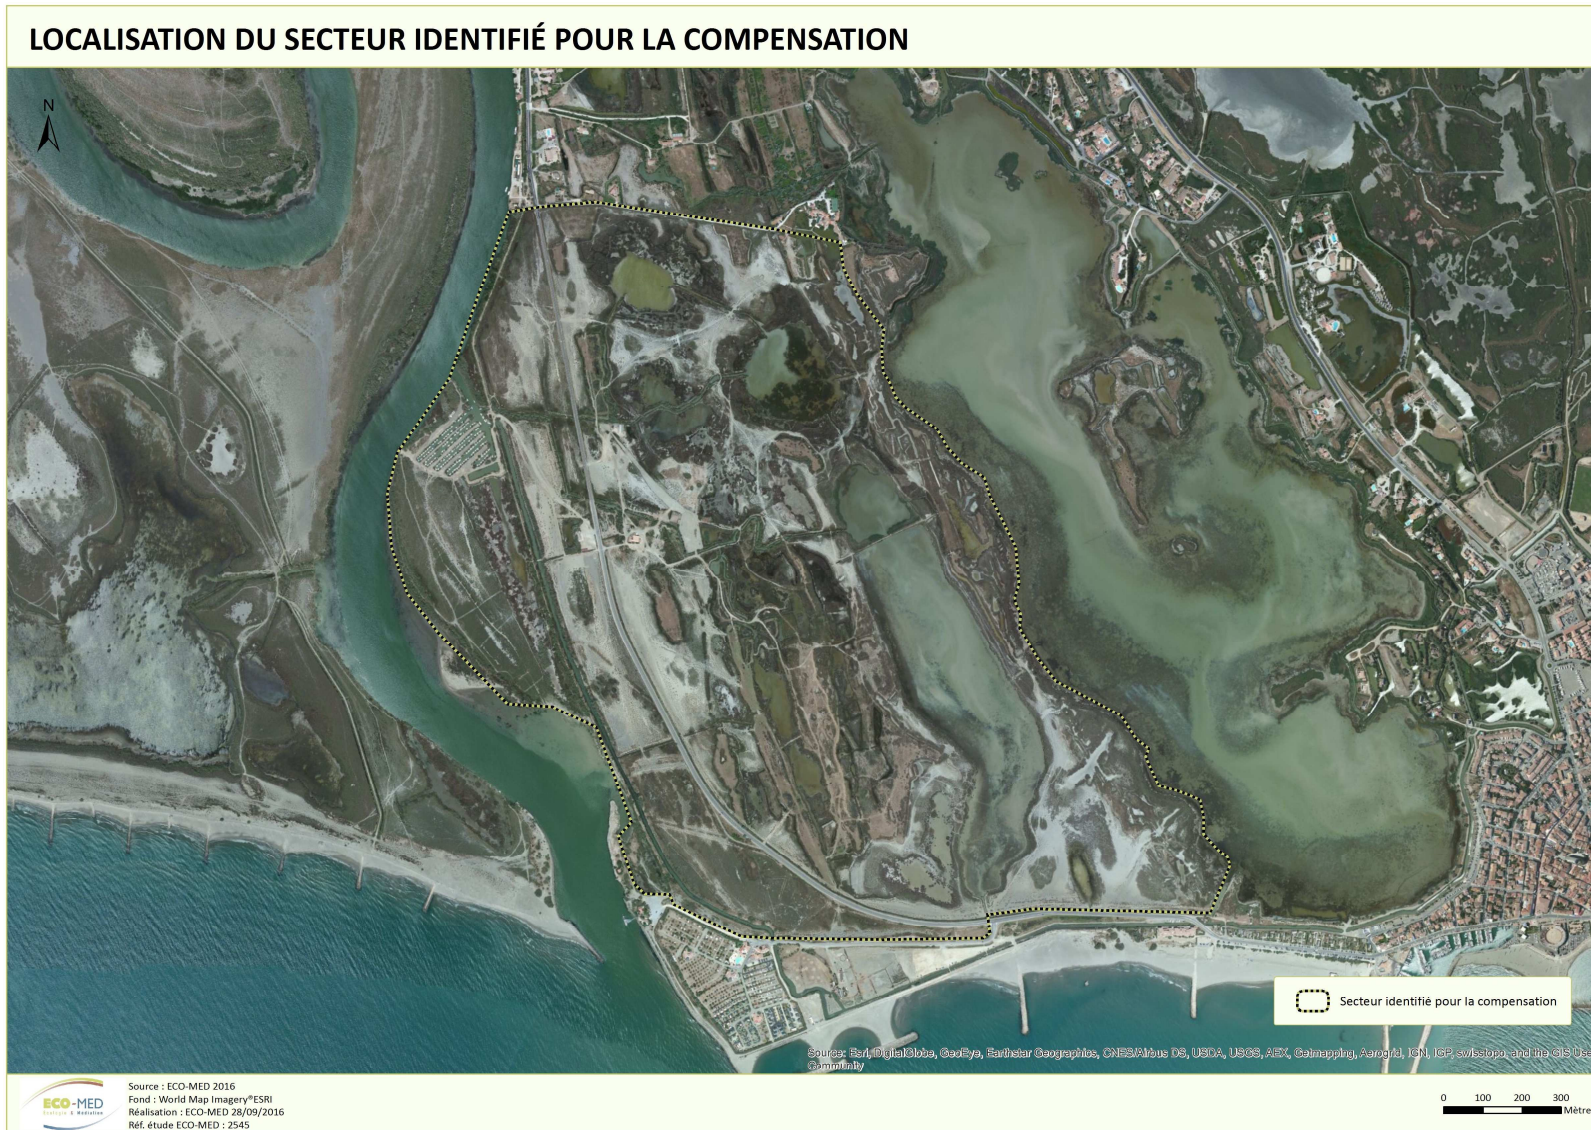 LOCALISATION DU SECTEUR IDENTIFIÉ POUR LA COMPENSATION
N
Secteur identifié pour la compensation
Source: Esri, DigitalGlobe, GeoEye, Earthstar Geographics, CNES/Airbus DS, USDA, USGS, AEX, Getmapping, Aerogrid, IGN, IGP, swisstopo, and the GIS Use
Community
ECO-MED
Ecologie & Médiation
Source : ECO-MED 2016
Fond : World Map Imagery®ESRI
Réalisation : ECO-MED 28/09/2016
Réf. étude ECO-MED : 2545
0 100 200 300
Mètre